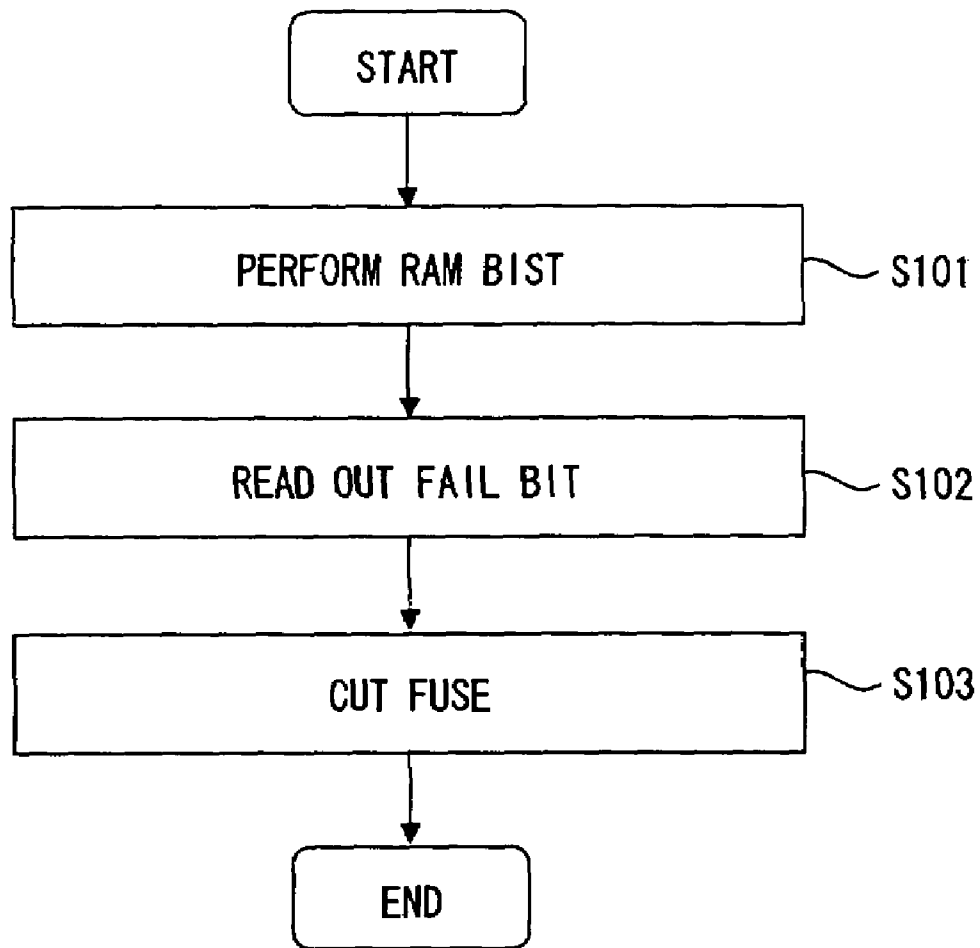 START
PERFORM RAM BIST
S101
READ OUT FAIL BIT
S102
CUT FUSE
S103
END